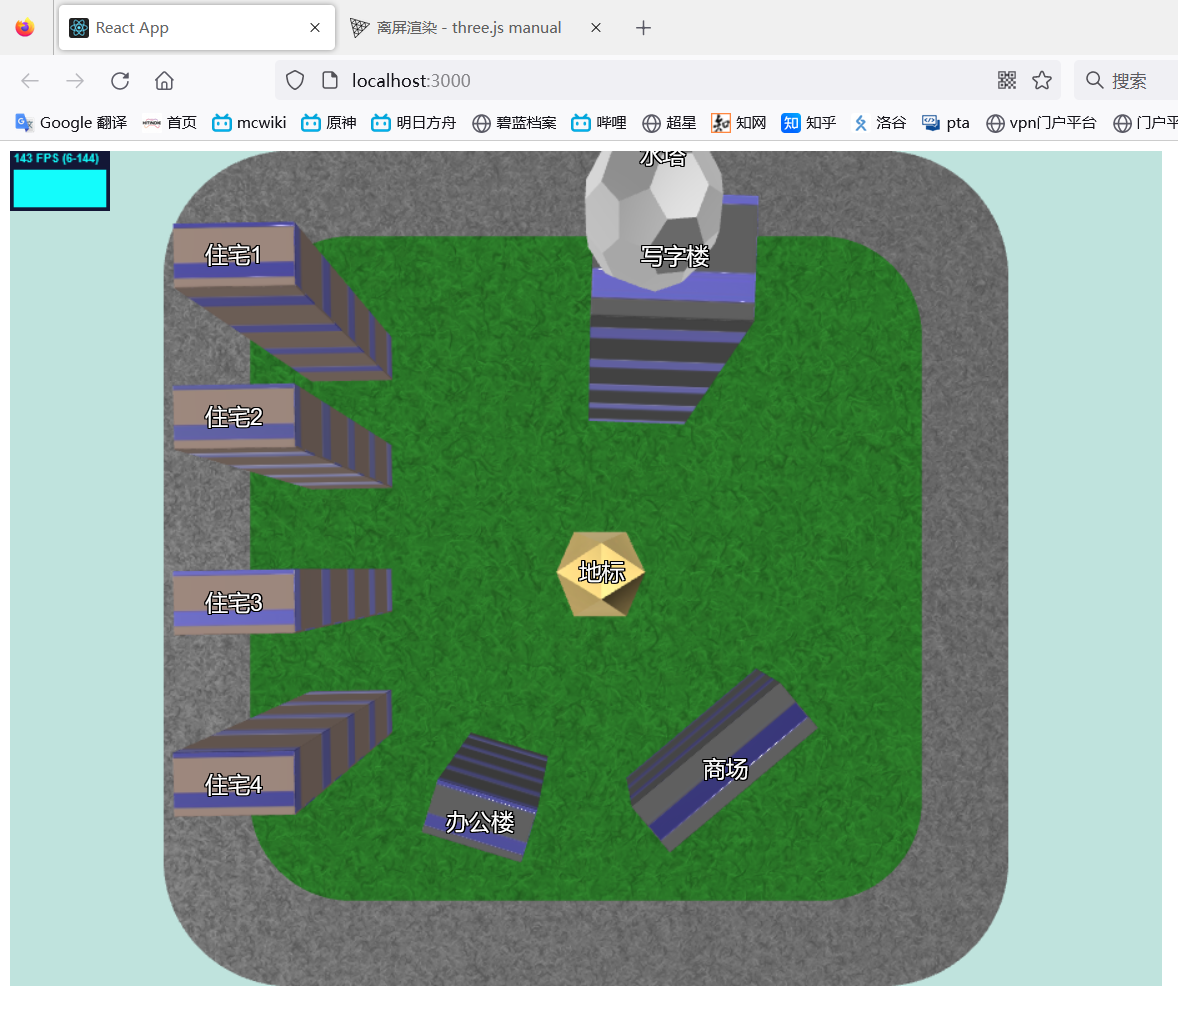 React App
离屏渲染 - three.js manual
localhost:3000
搜索
Google 翻译
首页
mcwiki
原神
明日方舟
碧蓝档案
哔哩
超星
知网
知 知乎
洛谷
pta
vpn门户平台
门户平
143 FPS (6-144)
水塔
住宅1
写字楼
住宅2
地标
住宅3
商场
住宅4
办公楼